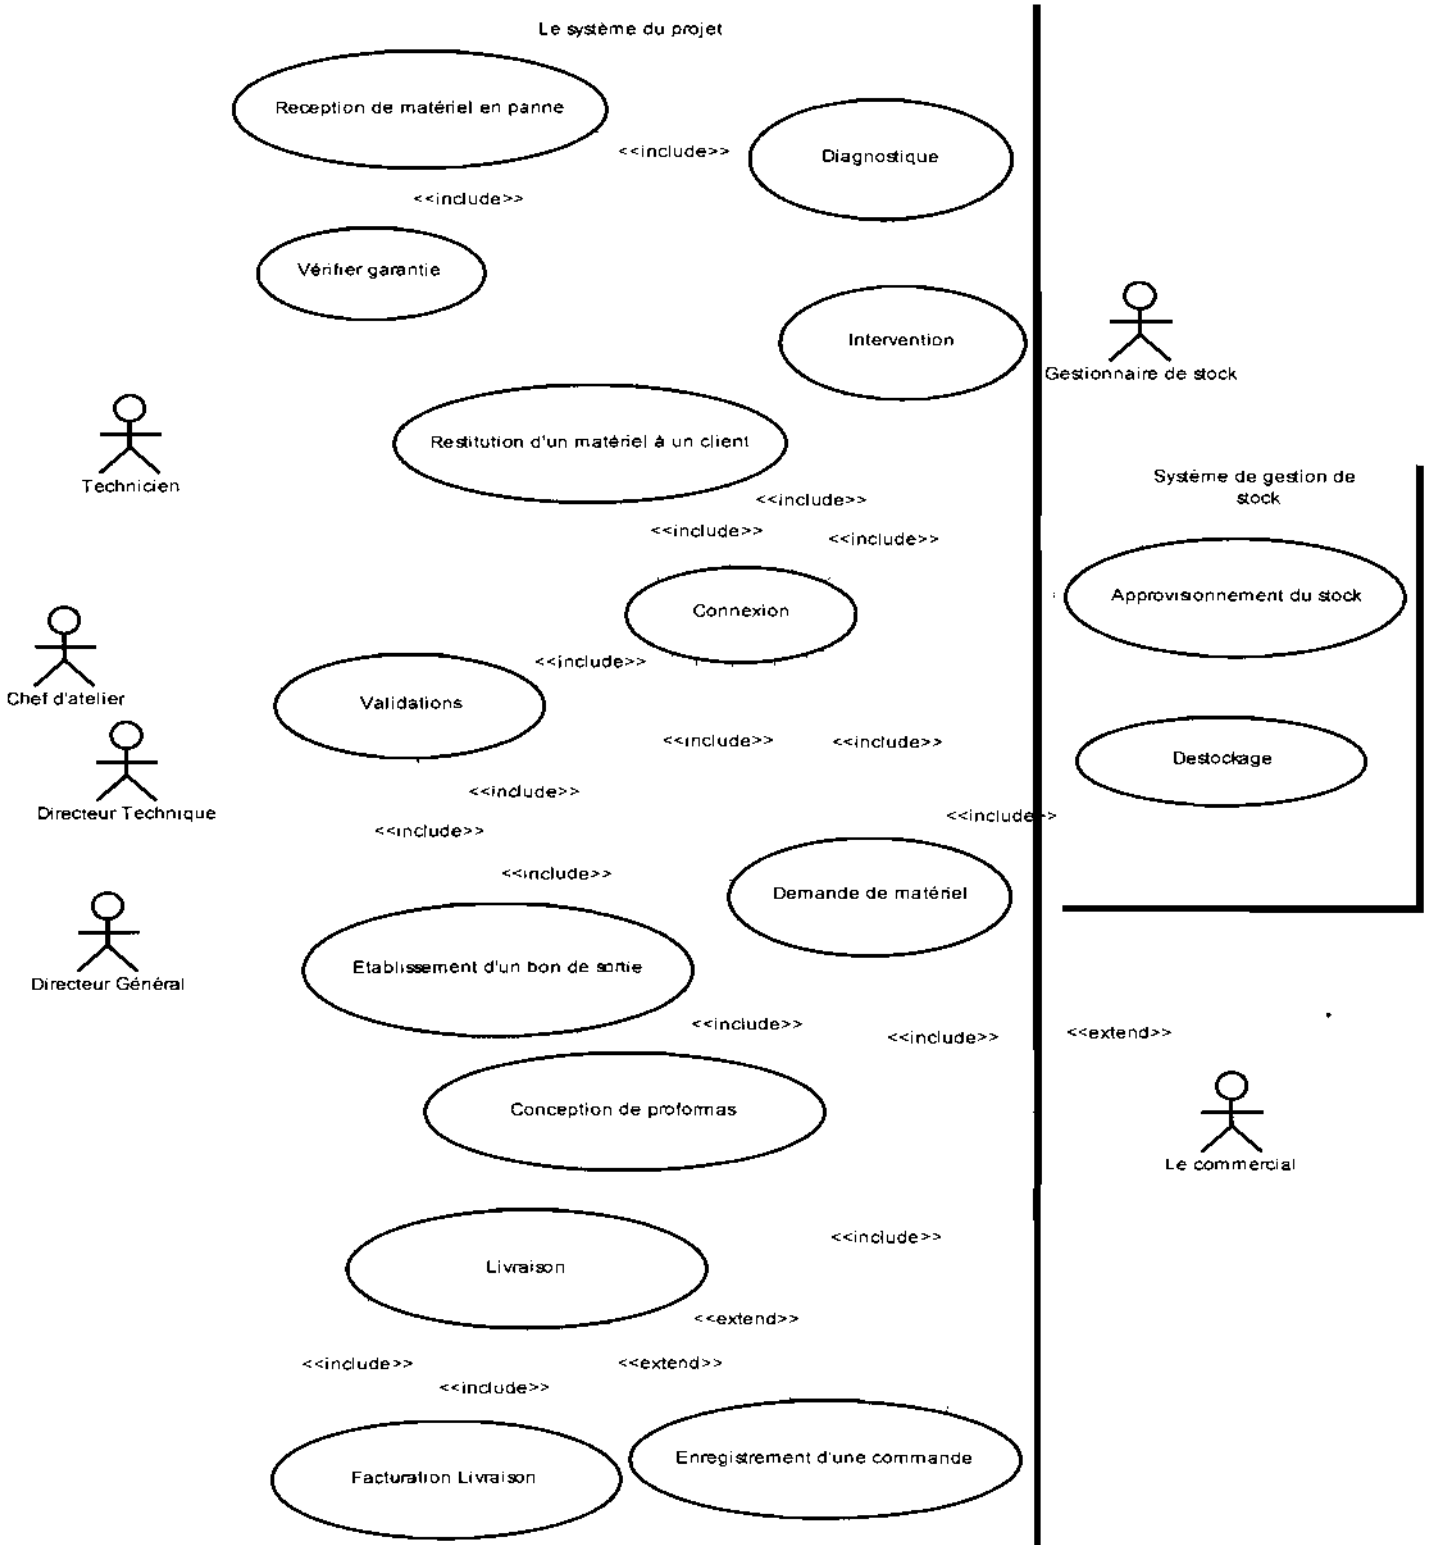 Le système du projet
Reception de matériel en panne
<<include>>
Diagnostique
<<include>>
Vérifier garantie
Intervention
Gestionnaire de stock
Restitution d'un matériel à un client
Technicien
Système de gestion de
stock
<<include>>
<<include>>
<<include>>
Approvisionnement du stock
Connexion
<<include>>
Chef d'atelier
Validations
<<include>>
<<include>>
Destockage
<<include>>
Directeur Technique
<<include>>
<<include>>
<<include>>
Demande de matériel
Etablissement d'un bon de sortie
Directeur Général
<<include>>
<<include>>
<<extend>>
Conception de proformas
Le commercial
<<include>>
Livraison
<<extend>>
<<include>>
<<extend>>
<<include>>
Enregistrement d'une commande
Facturation Livraison